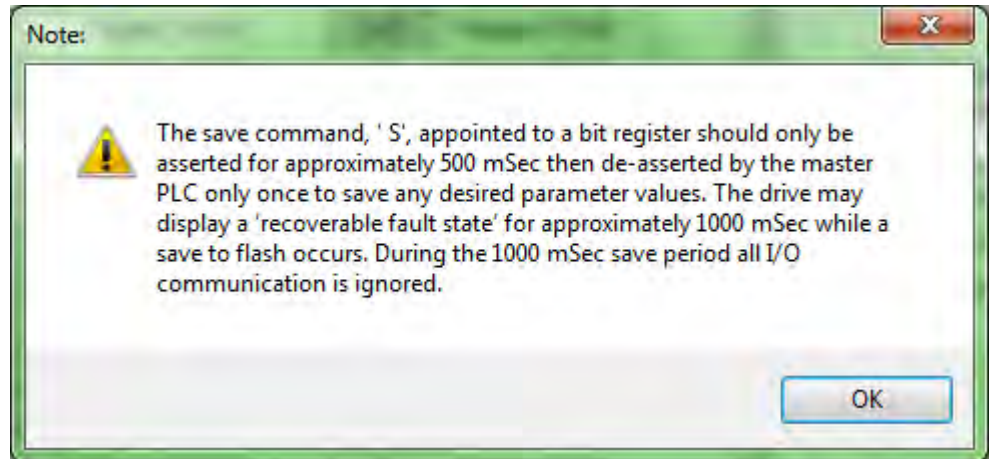 Note:
The save command, ' S', appointed to a bit register should only be
asserted for approximately 500 mSec then de-asserted by the master
PLC only once to save any desired parameter values. The drive may
display a 'recoverable fault state' for approximately 1000 mSec while a
save to flash occurs. During the 1000 mSec save period all I/O
communication is ignored.
OK